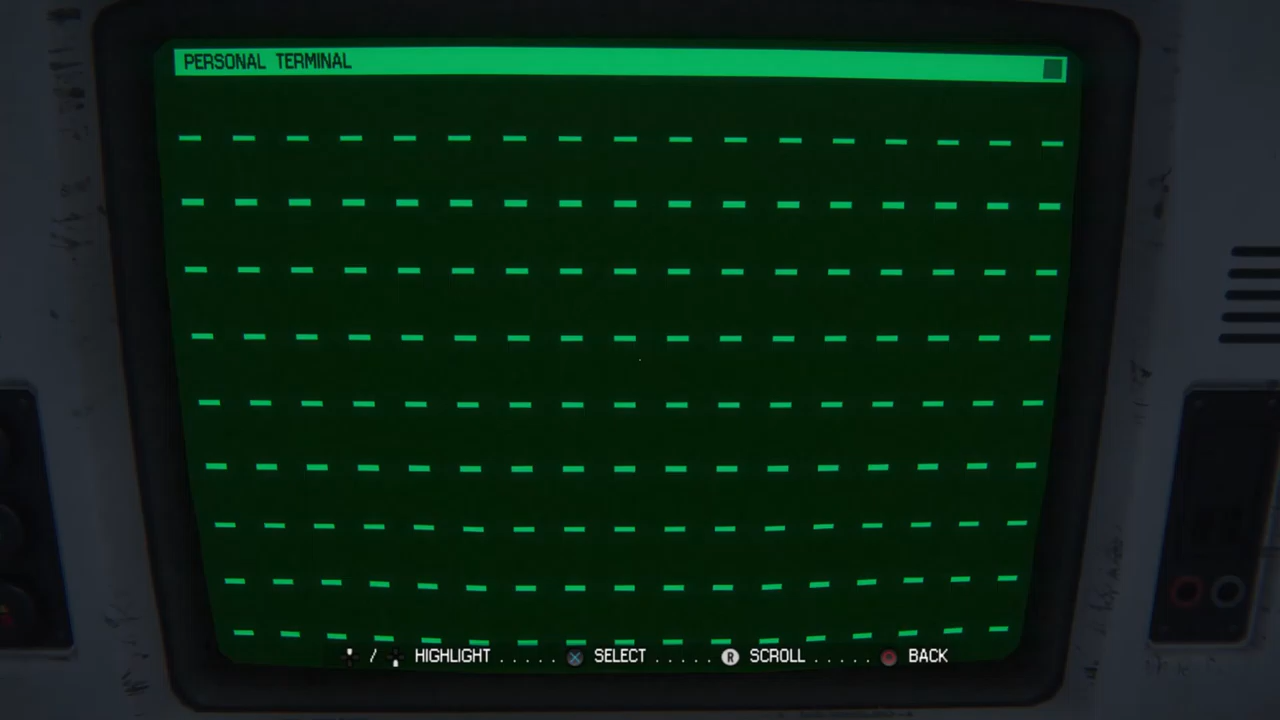 PERSONAL TERMINAL
/ HIGHLIGHT ..... SELECT ..... R SCROLL ..... BACK